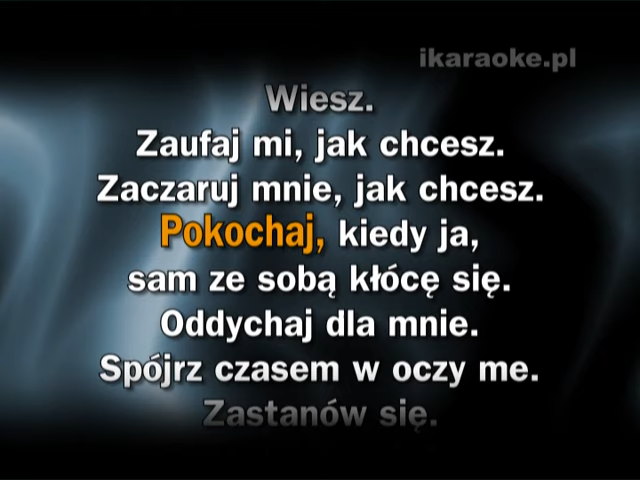 ikaraoke.pl
Wiesz.
Zaufaj mi, jak chcesz.
Zaczaruj mnie, jak chcesz.
Pokochaj, kiedy ja,
sam ze sobą kłócę się.
Oddychaj dla mnie.
Spójrz czasem w oczy me.
Zastanów się.